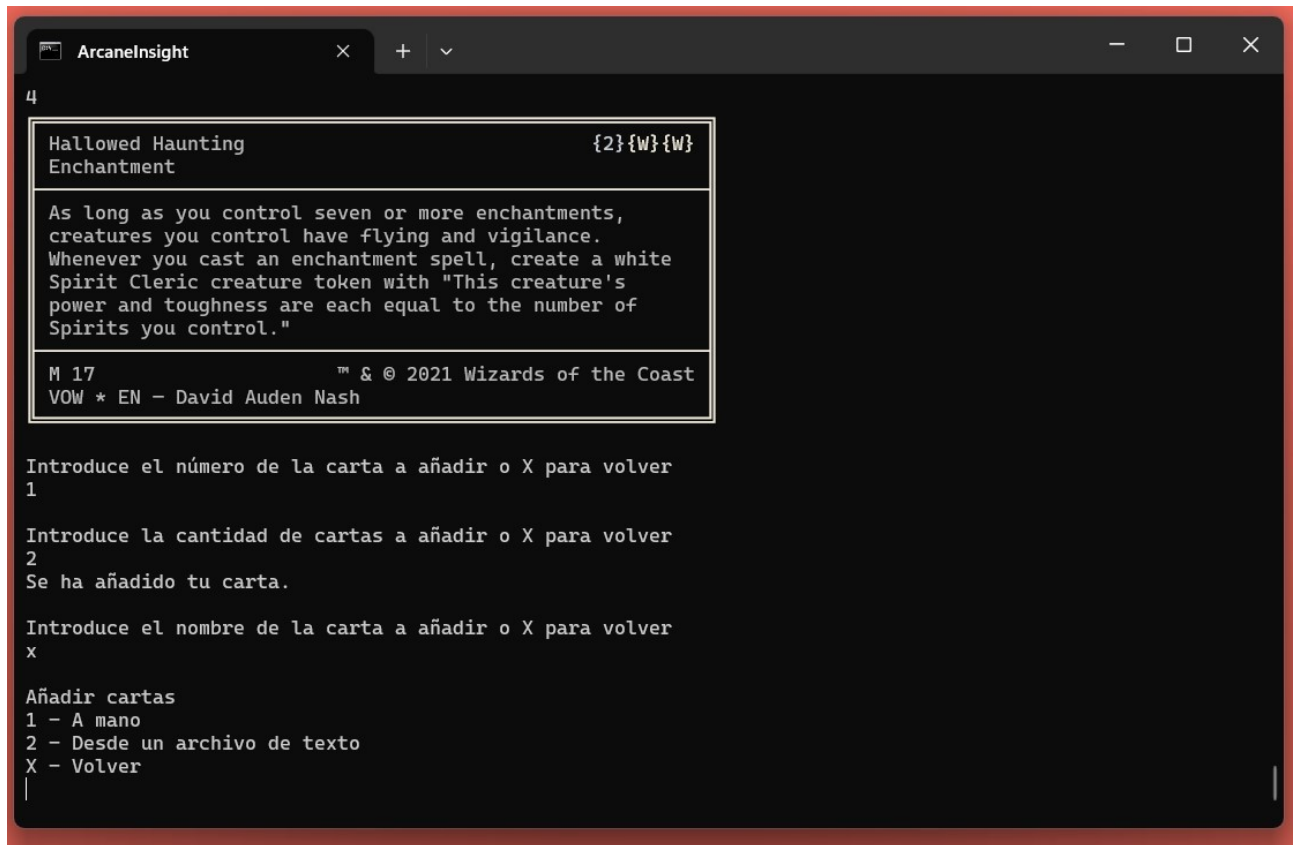 ArcaneInsight
4
Hallowed Haunting {2}{W}{W}
Enchantment
As long as you control seven or more enchantments,
creatures you control have flying and vigilance.
Whenever you cast an enchantment spell, create a white
Spirit Cleric creature token with "This creature's
power and toughness are each equal to the number of
Spirits you control."
M 17 ™ & © 2021 Wizards of the Coast
VOW * EN – David Auden Nash
Introduce el número de la carta a añadir o X para volver
1
Introduce la cantidad de cartas a añadir o X para volver
2
Se ha añadido tu carta.
Introduce el nombre de la carta a añadir o X para volver
x
Añadir cartas
1 – A mano
2 – Desde un archivo de texto
X – Volver